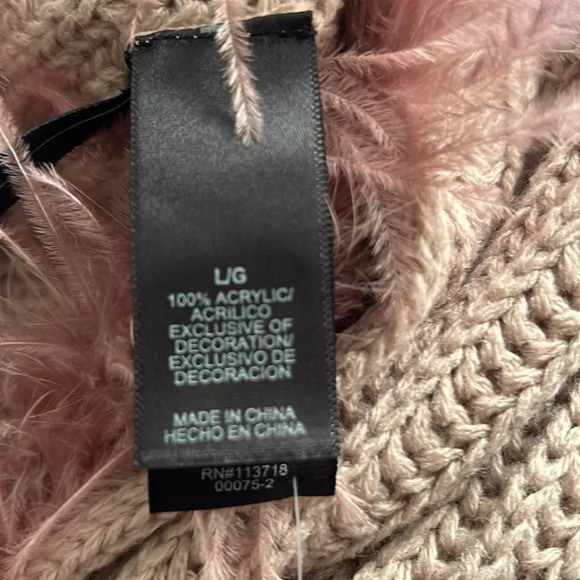 L/G
100% ACRYLIC/
ACRILICO
EXCLUSIVE OF
DECORATION/
EXCLUSIVO DE
DECORACION
MADE IN CHINA
HECHO EN CHINA
RN#113718
00075-2